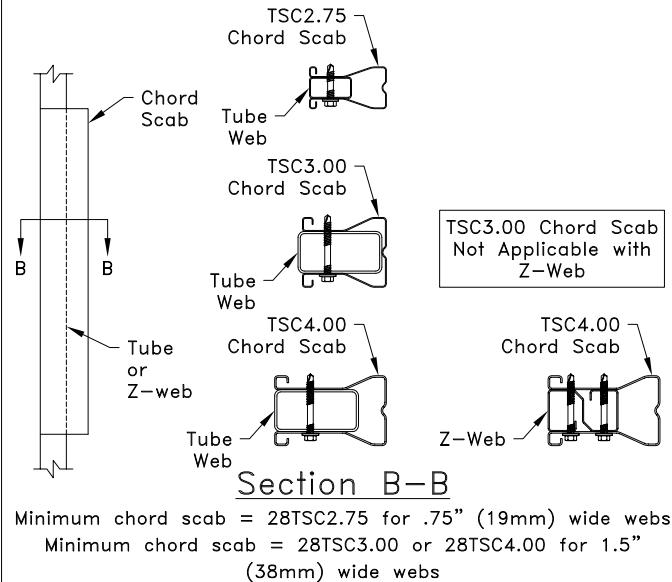 TSC2.75
Chord Scab
Chord
Scab
Tube
Web
TSC3.00
Chord Scab
TSC3.00 Chord Scab
Not Applicable with
Z-Web
B
B
Tube
Web
TSC4.00
Chord Scab
TSC4.00
Chord Scab
Tube
or
Z-web
Tube
Web
Z-Web
Section B-B
Minimum chord scab = 28TSC2.75 for .75" (19mm) wide webs
Minimum chord scab = 28TSC3.00 or 28TSC4.00 for 1.5"
(38mm) wide webs